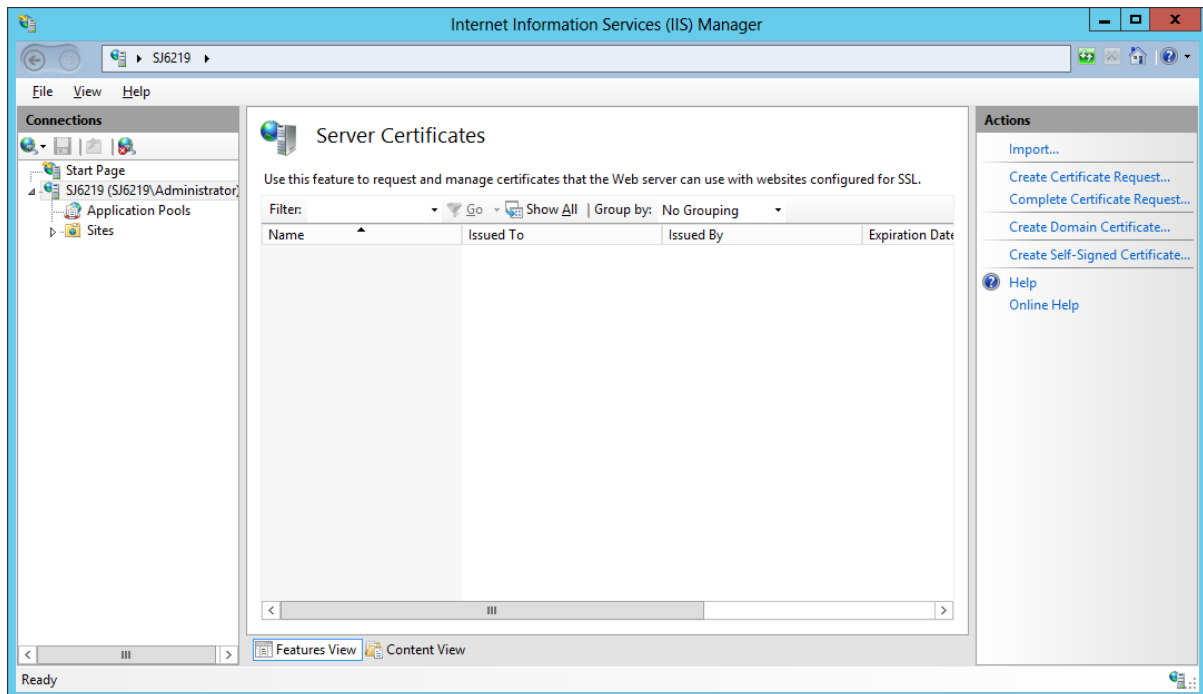 Internet Information Services (IIS) Manager
SJ6219
File View Help
Connections
Start Page
SJ6219 (SJ6219\Administrator)
Application Pools
Sites
Server Certificates
Use this feature to request and manage certificates that the Web server can use with websites configured for SSL.
Filter: Go Show All Group by: No Grouping
Name Issued To Issued By Expiration Date
Features View Content View
Actions
Import...
Create Certificate Request...
Complete Certificate Request...
Create Domain Certificate...
Create Self-Signed Certificate...
Help
Online Help
Ready